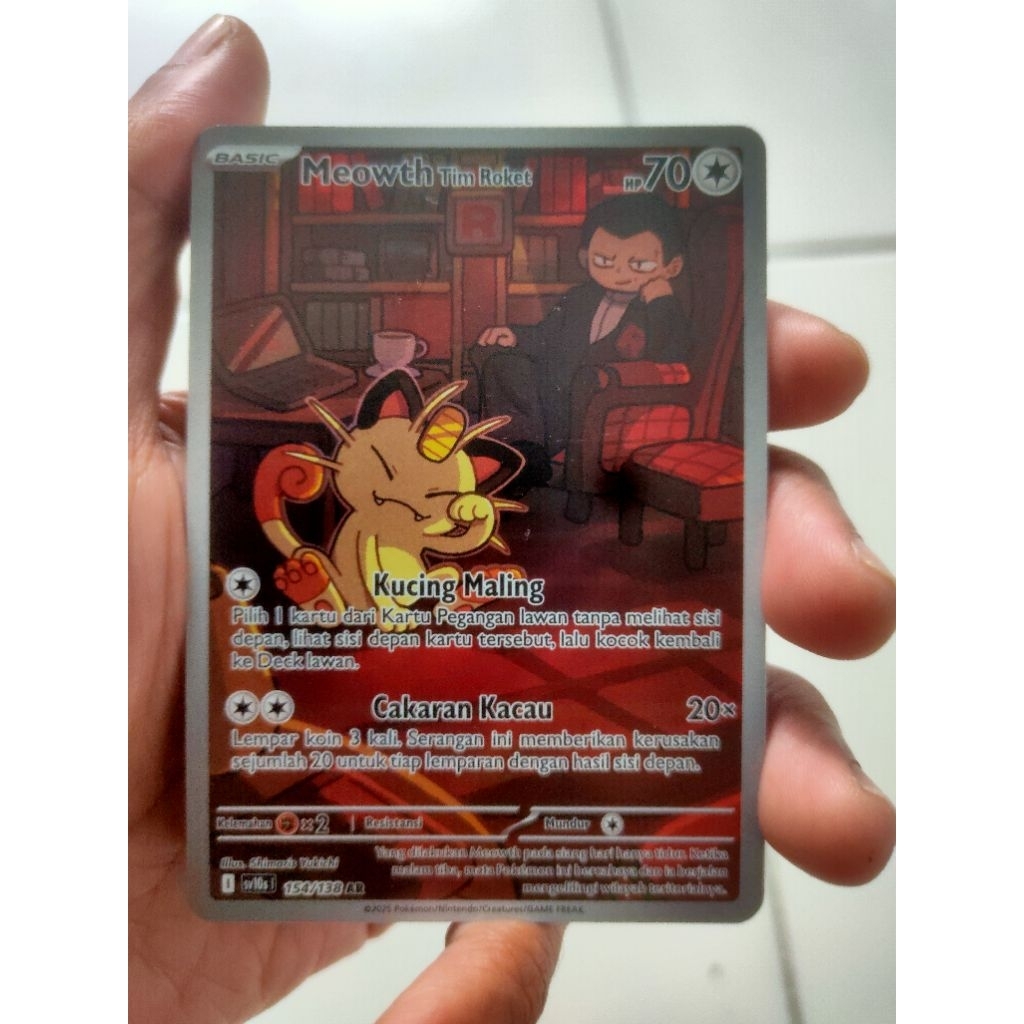 BASIC
Meowth Tim Roket
HP 70
R
Kucing Maling
Pilih 1 kartu dari Kartu Pegangan lawan tanpa melihat sisi
depan, lihat sisi depan kartu tersebut, lalu kocok kembali
ke Deck lawan.
Cakaran Kacau 20×
Lempar koin 3 kali. Serangan ini memberikan kerusakan
sejumlah 20 untuk tiap lemparan dengan hasil sisi depan.
Kelemahan ×2 Resistansi Mundur
Yang dilakukan Meowth pada siang hari hanya tidur. Ketika
malam tiba, mata Pokémon ini bercahaya dan ia berjalan
mengelilingi wilayah teritorialnya.
Illus. Shimaris Yukichi
I sv10s I 154/138 AR
©2025 Pokémon/Nintendo/Creatures/GAME FREAK